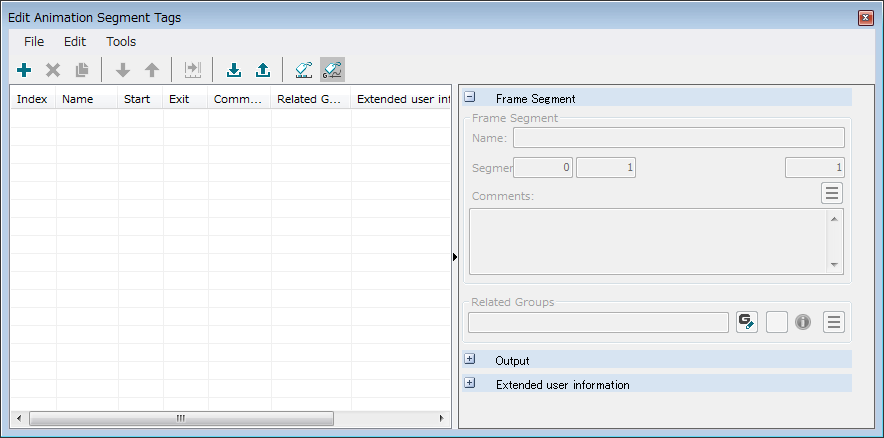 Edit Animation Segment Tags
File Edit Tools
Index Name Start Exit Comm... Related G... Extended user inf
Frame Segment
Frame Segment
Name:
Segmer 0 1 1
Comments:
Related Groups
Output
Extended user information